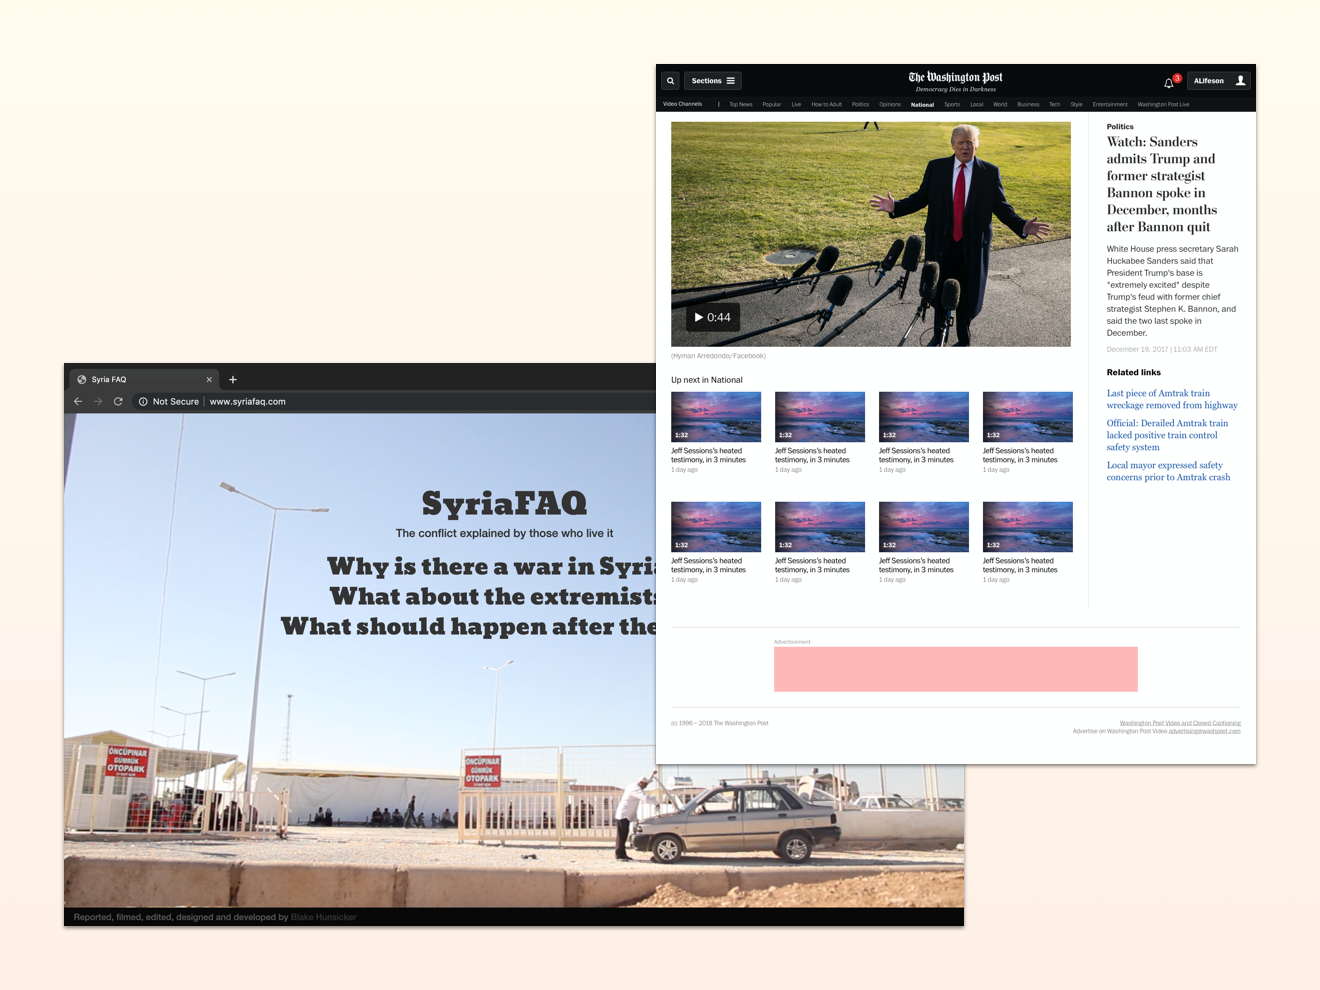 Sections
The Washington Post
Democracy Dies in Darkness
3
ALifeson
Video Channels | Top News Popular Live How to Adult Politics Opinions National Sports Local World Business Tech Style Entertainment Washington Post Live
0:44
(Hyman Arredondo/Facebook)
Politics
Watch: Sanders
admits Trump and
former strategist
Bannon spoke in
December, months
after Bannon quit
White House press secretary Sarah
Huckabee Sanders said that
President Trump's base is
"extremely excited" despite
Trump's feud with former chief
strategist Stephen K. Bannon, and
said the two last spoke in
December.
December 19, 2017 | 11:03 AM EDT
Related links
Last piece of Amtrak train
wreckage removed from highway
Official: Derailed Amtrak train
lacked positive train control
safety system
Local mayor expressed safety
concerns prior to Amtrak crash
Up next in National
1:32
Jeff Sessions's heated
testimony, in 3 minutes
1 day ago
1:32
Jeff Sessions's heated
testimony, in 3 minutes
1 day ago
1:32
Jeff Sessions's heated
testimony, in 3 minutes
1 day ago
1:32
Jeff Sessions's heated
testimony, in 3 minutes
1 day ago
1:32
Jeff Sessions's heated
testimony, in 3 minutes
1 day ago
1:32
Jeff Sessions's heated
testimony, in 3 minutes
1 day ago
1:32
Jeff Sessions's heated
testimony, in 3 minutes
1 day ago
1:32
Jeff Sessions's heated
testimony, in 3 minutes
1 day ago
Advertisement
(c) 1996 – 2018 The Washington Post
Washington Post Video and Closed Captioning
Advertise on Washington Post Video advertising@washpost.com
Syria FAQ
Not Secure | www.syriafaq.com
SyriaFAQ
The conflict explained by those who live it
Why is there a war in Syria
What about the extremists
What should happen after the
ÖNCÜPINAR
GÜMRÜK
OTOPARK
ÖNCÜPINAR
GÜMRÜK
OTOPARK
Reported, filmed, edited, designed and developed by Blake Hunsicker